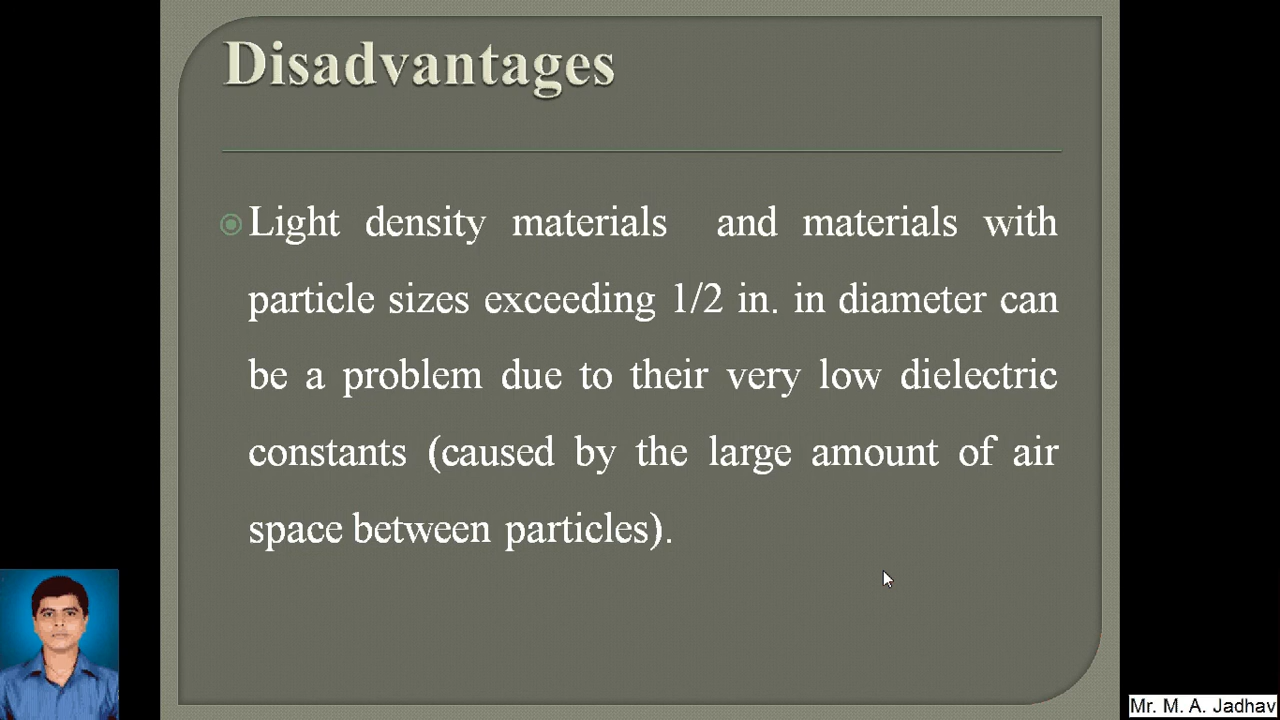 Disadvantages
Light density materials and materials with
particle sizes exceeding 1/2 in. in diameter can
be a problem due to their very low dielectric
constants (caused by the large amount of air
space between particles).
Mr. M. A. Jadhav